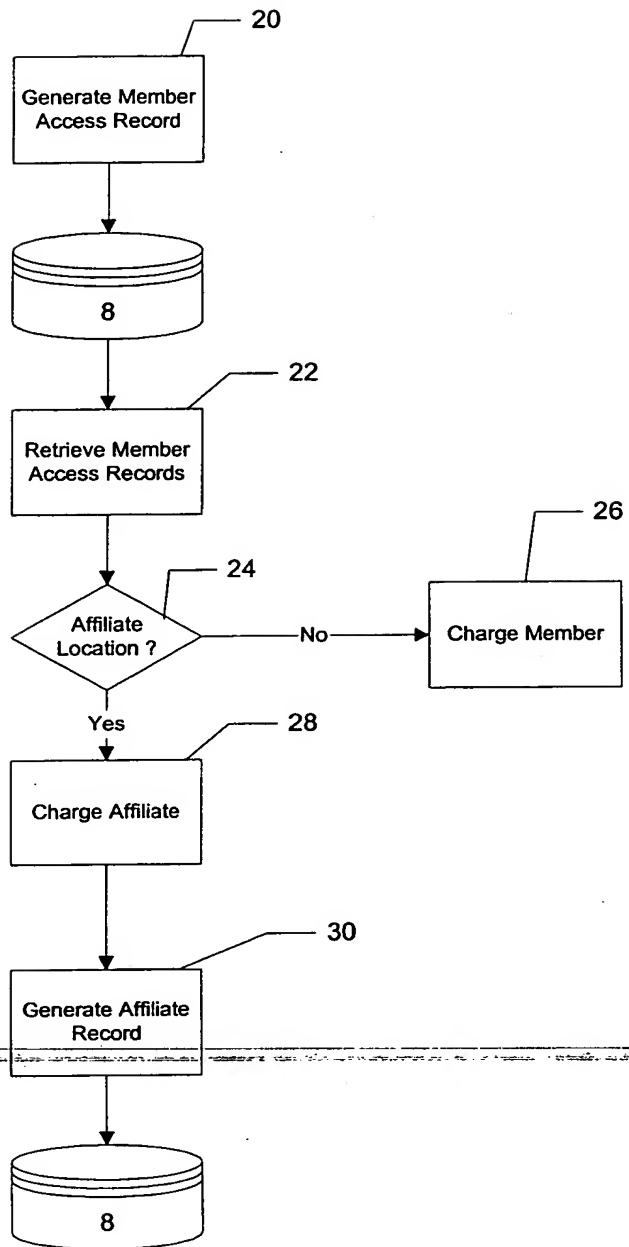 20
Generate Member
Access Record
8
22
Retrieve Member
Access Records
26
24
Affiliate
Location ?
No
Charge Member
Yes
28
Charge Affiliate
30
Generate Affiliate
Record
8